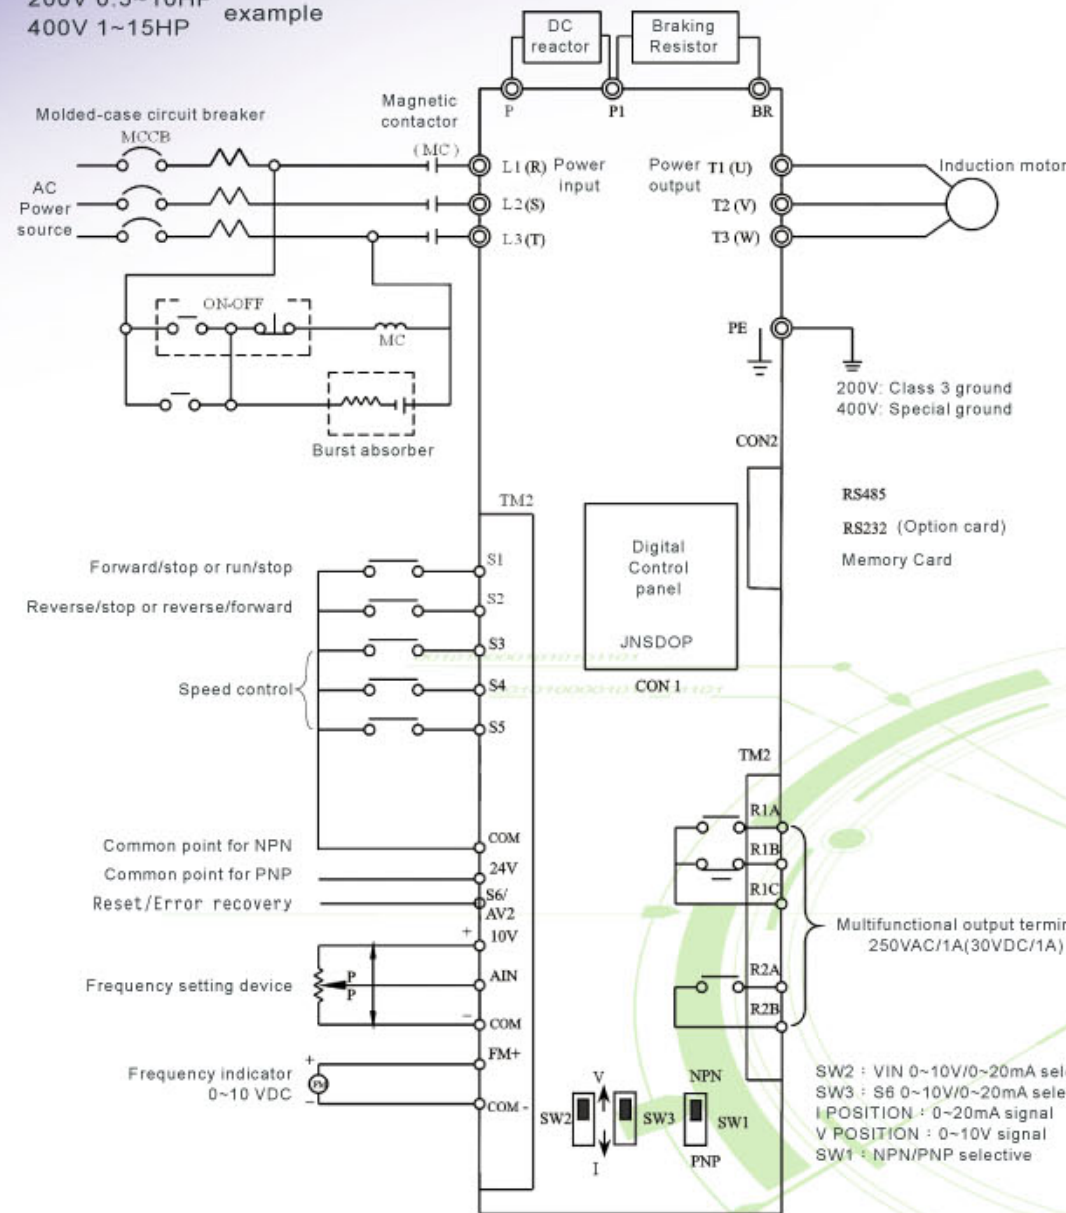 200V 0.5~10HP
400V 1~15HP
example
DC
reactor
Braking
Resistor
P
P1
BR
Molded-case circuit breaker
MCCB
Magnetic
contactor
(MC)
AC
Power
source
L1 (R)
L2 (S)
L3 (T)
Power
input
Power
output
T1 (U)
T2 (V)
T3 (W)
Induction motor
ON-OFF
MC
Burst absorber
PE
200V: Class 3 ground
400V: Special ground
CON2
RS485
RS232 (Option card)
Memory Card
Digital
Control
panel
JNSDOP
CON 1
TM2
Forward/stop or run/stop
S1
Reverse/stop or reverse/forward
S2
S3
Speed control
S4
S5
Common point for NPN
COM
Common point for PNP
24V
Reset/Error recovery
S6/
AV2
+
10V
Frequency setting device
P
P
AIN
−
COM
Frequency indicator
0~10 VDC
+
FM
−
FM+
COM -
TM2
R1A
R1B
R1C
R2A
R2B
Multifunctional output termin
250VAC/1A(30VDC/1A)
V
I
SW2
SW3
NPN
SW1
PNP
SW2 : VIN 0~10V/0~20mA sele
SW3 : S6 0~10V/0~20mA sele
I POSITION : 0~20mA signal
V POSITION : 0~10V signal
SW1 : NPN/PNP selective